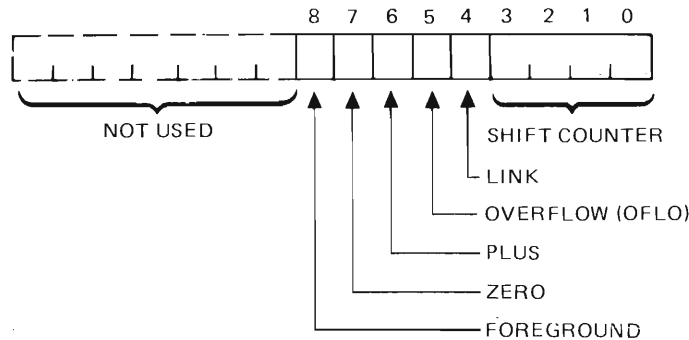 8 7 6 5 4 3 2 1 0
NOT USED
SHIFT COUNTER
LINK
OVERFLOW (OFLO)
PLUS
ZERO
FOREGROUND